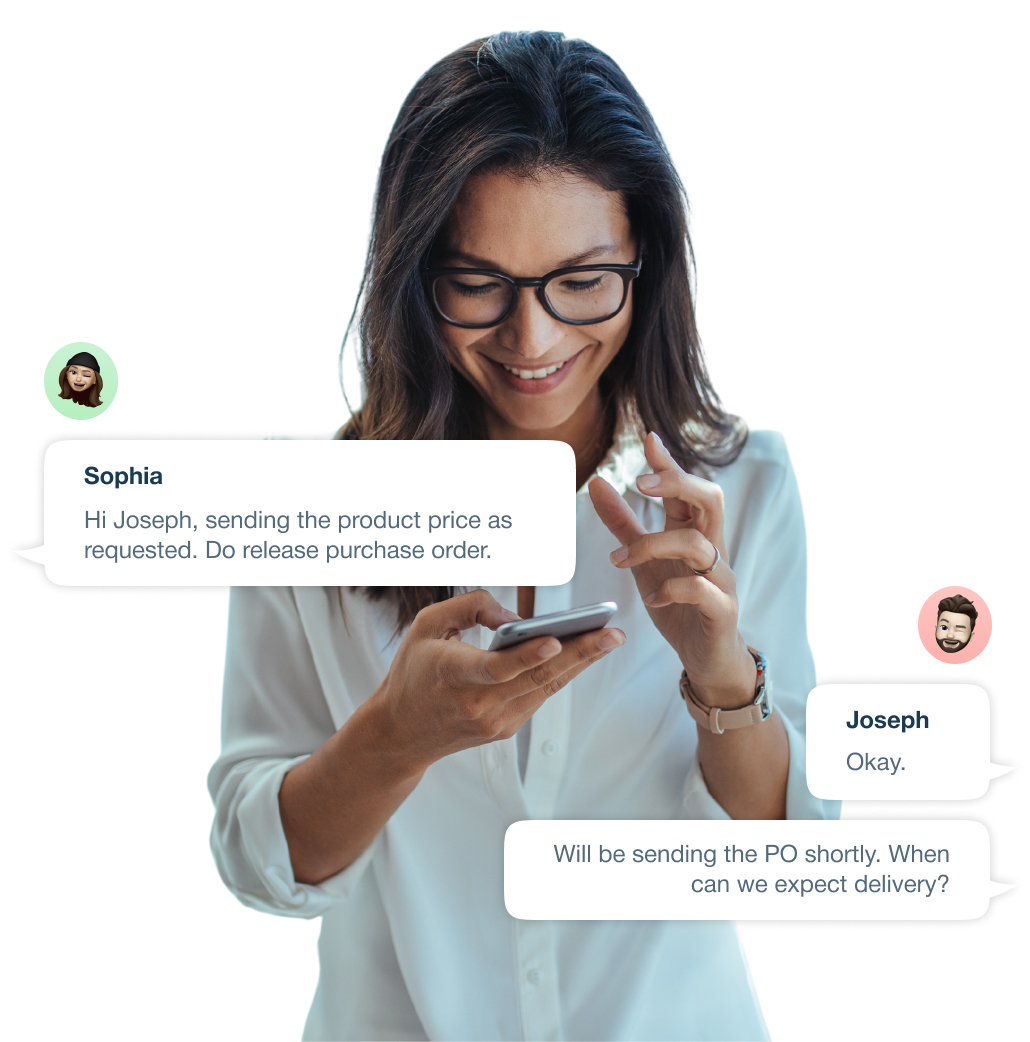 Sophia
Hi Joseph, sending the product price as
requested. Do release purchase order.
Joseph
Okay.
Will be sending the PO shortly. When
can we expect delivery?